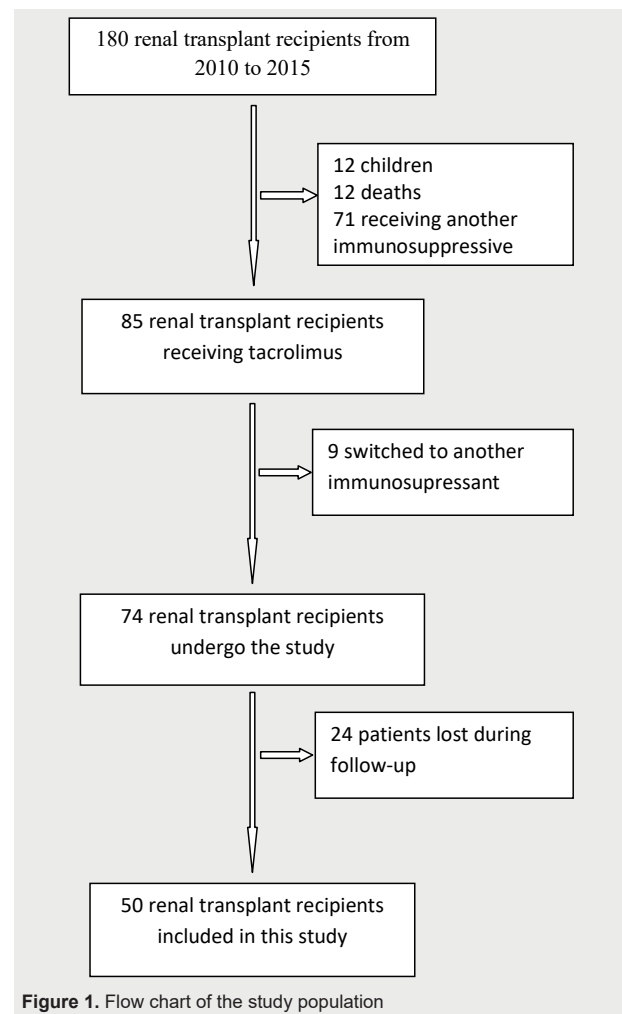 180 renal transplant recipients from
2010 to 2015
12 children
12 deaths
71 receiving another
immunosuppressive
85 renal transplant recipients
receiving tacrolimus
9 switched to another
immunosupressant
74 renal transplant recipients
undergo the study
24 patients lost during
follow-up
50 renal transplant recipients
included in this study
Figure 1. Flow chart of the study population